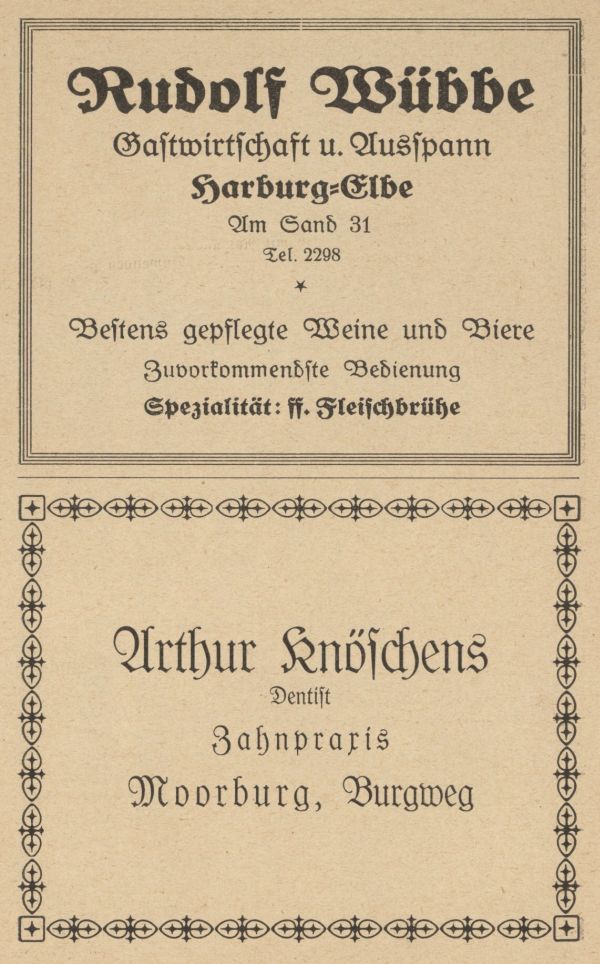 Rudolf Wübbe
Gastwirtschaft u. Ausspann
Harburg-Elbe
Am Sand 31
Tel. 2298
Bestens gepflegte Weine und Biere
Zuvorkommendste Bedienung
Spezialität: ff. Fleischbrühe
Arthur Knöschens
Dentist
Zahnpraxis
Moorburg, Burgweg